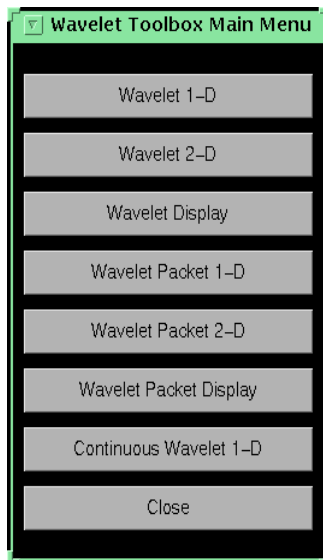 Wavelet Toolbox Main Menu
Wavelet 1–D
Wavelet 2–D
Wavelet Display
Wavelet Packet 1–D
Wavelet Packet 2–D
Wavelet Packet Display
Continuous Wavelet 1–D
Close